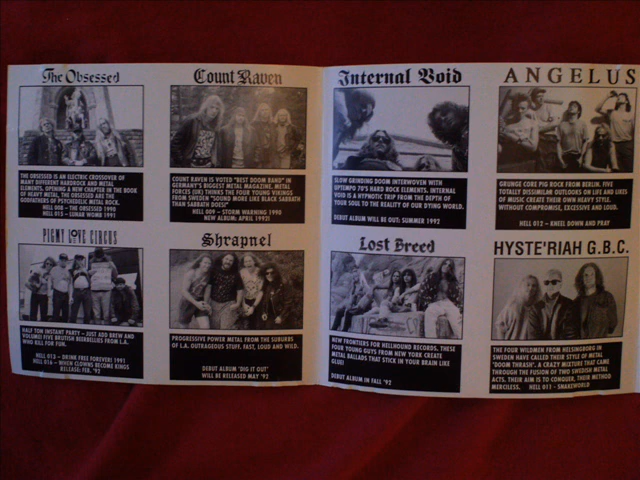 The Obsessed
THE OBSESSED IS AN ELECTRIC CROSSOVER OF
MANY DIFFERENT HARDROCK AND METAL
ELEMENTS. OPENING A NEW CHAPTER IN THE BOOK
OF HEAVY METAL, THE OBSESSED ARE THE
GODFATHERS OF PSYCHEDELIC METAL ROCK.
HELL 008 - THE OBSESSED 1990
HELL 015 - LUNAR WOMB 1991
Count Raven
COUNT RAVEN IS VOTED "BEST DOOM BAND" IN
GERMANY'S BIGGEST METAL MAGAZINE. METAL
FORCES (UK) THINKS THE FOUR YOUNG VIKINGS
FROM SWEDEN "SOUND MORE LIKE BLACK SABBATH
THAN SABBATH DOES!"
HELL 009 - STORM WARNING 1990
NEW ALBUM: APRIL 1992!
Internal Void
SLOW GRINDING DOOM INTERWOVEN WITH
UPTEMPO 70'S HARD ROCK ELEMENTS. INTERNAL
VOID IS A HYPNOTIC TRIP FROM THE DEPTH OF
YOUR SOUL TO THE REALITY OF OUR DYING WORLD.
DEBUT ALBUM WILL BE OUT: SUMMER 1992
ANGELUS
GRUNGE CORE PIG ROCK FROM BERLIN. FIVE
TOTALLY DISSIMILAR OUTLOOKS ON LIFE AND LIKES
OF MUSIC CREATE THEIR OWN HEAVY STYLE.
WITHOUT COMPROMISE, EXCESSIVE AND LOUD.
HELL 012 - KNEEL DOWN AND PRAY
PIGMY LOVE CIRCUS
HALF TON INSTANT PARTY - JUST ADD BREW AND
VOLUME! FIVE BRUTISH BEERKELLERS FROM L.A.
WHO KILL FOR FUN.
HELL 013 - DRINK FREE FOREVER! 1991
HELL 016 - WHEN CLOWNS BECOME KINGS
RELEASE: FEB. '92
Shrapnel
PROGRESSIVE POWER METAL FROM THE SUBURBS
OF L.A. OUTRAGEOUS STUFF. FAST, LOUD AND WILD.
DEBUT ALBUM 'DIG IT OUT'
WILL BE RELEASED MAY '92
Lost Breed
NEW FRONTIERS FOR HELLHOUND RECORDS. THESE
FOUR YOUNG GUYS FROM NEW YORK CREATE
METAL BALLADS THAT STICK IN YOUR BRAIN LIKE
GLUE!
DEBUT ALBUM IN FALL '92
HYSTE'RIAH G.B.C.
THE FOUR WILDMEN FROM HELSINGBORG IN
SWEDEN HAVE CALLED THEIR STYLE OF METAL
"DOOM THRASH". A CRAZY MIXTURE THAT CAME
THROUGH THE FUSION OF TWO SWEDISH METAL
ACTS. THEIR AIM IS TO CONQUER, THEIR METHOD
MERCILESS. HELL 011 - SNAKEWORLD